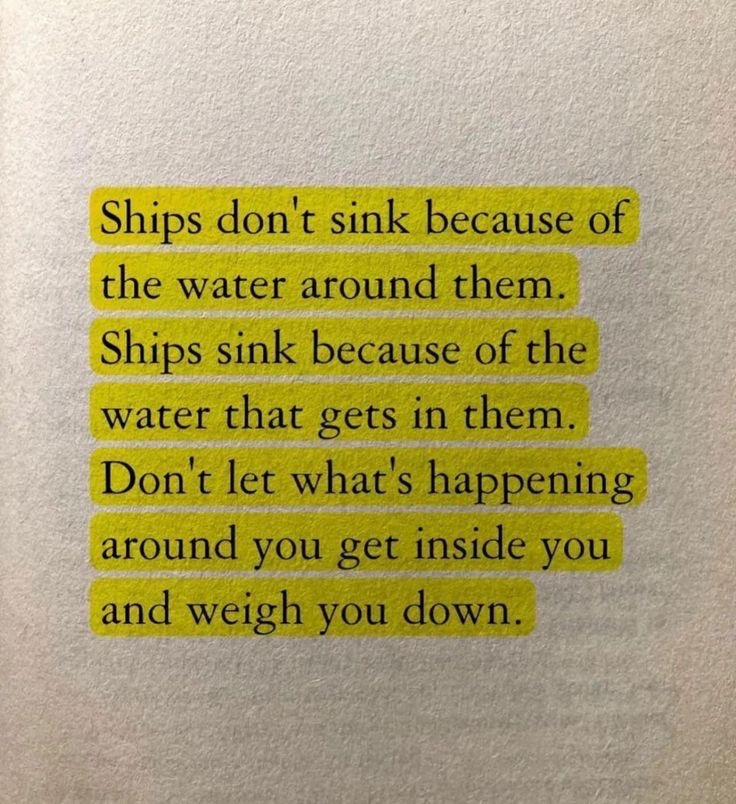 Ships don't sink because of
the water around them.
Ships sink because of the
water that gets in them.
Don't let what's happening
around you get inside you
and weigh you down.